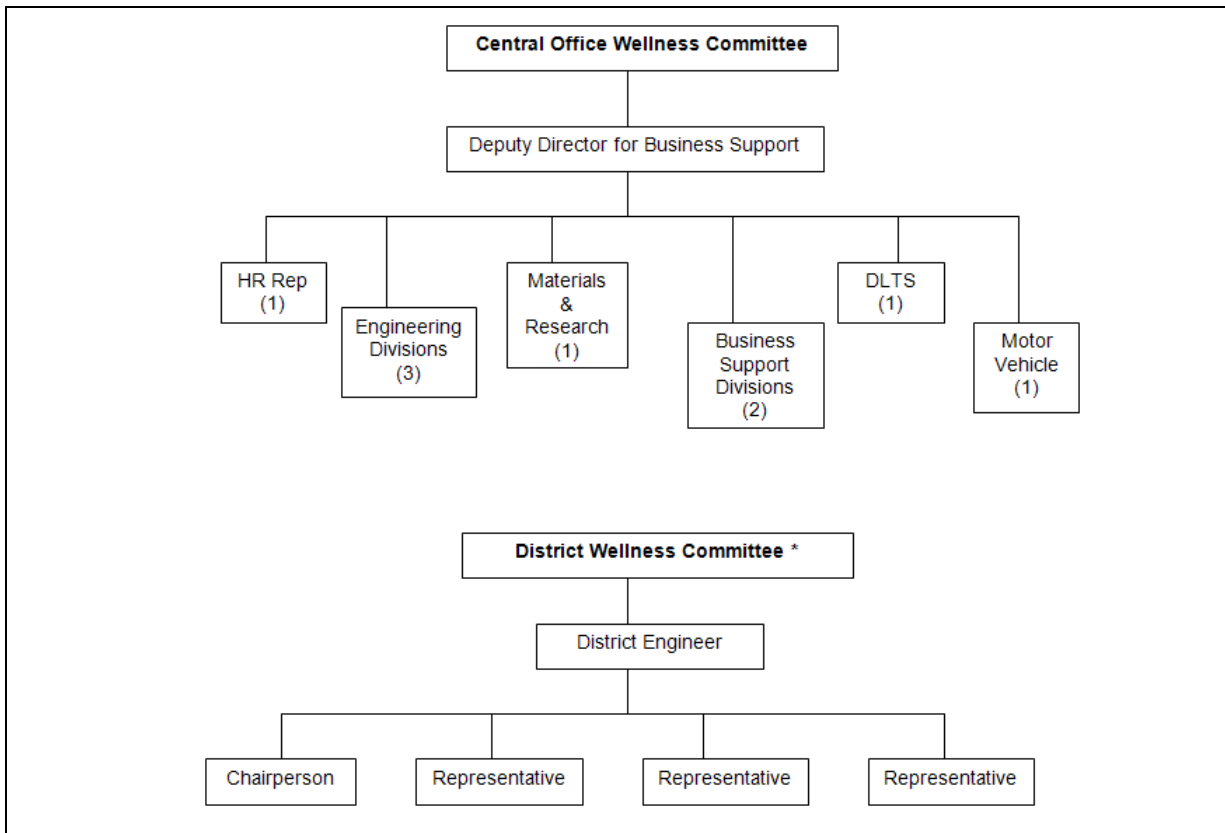 Central Office Wellness Committee
Deputy Director for Business Support
HR Rep
(1)
Engineering
Divisions
(3)
Materials
&
Research
(1)
Business
Support
Divisions
(2)
DLTS
(1)
Motor
Vehicle
(1)
District Wellness Committee *
District Engineer
Chairperson
Representative
Representative
Representative